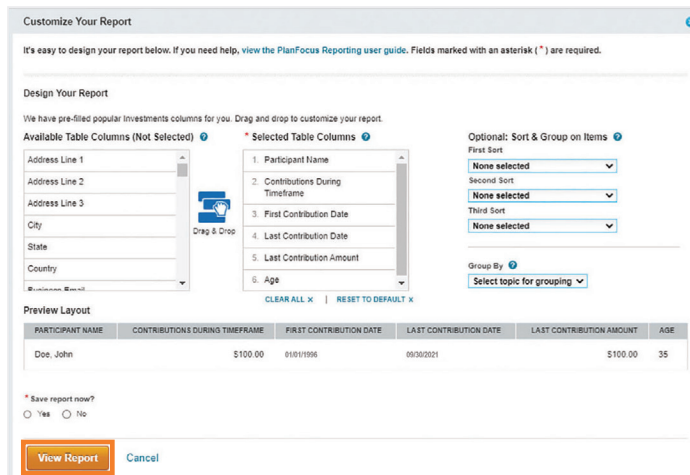 Customize Your Report
It's easy to design your report below. If you need help, view the PlanFocus Reporting user guide. Fields marked with an asterisk ( * ) are required.
Design Your Report
We have pre-filled popular Investments columns for you. Drag and drop to customize your report.
Available Table Columns (Not Selected) ?
Address Line 1
Address Line 2
Address Line 3
City
State
Country
Business Email
Drag & Drop
* Selected Table Columns ?
1. Participant Name
2. Contributions During
Timeframe
3. First Contribution Date
4. Last Contribution Date
5. Last Contribution Amount
6. Age
CLEAR ALL x | RESET TO DEFAULT x
Optional: Sort & Group on Items ?
First Sort
None selected
Second Sort
None selected
Third Sort
None selected
Group By ?
Select topic for grouping
Preview Layout
PARTICIPANT NAME CONTRIBUTIONS DURING TIMEFRAME FIRST CONTRIBUTION DATE LAST CONTRIBUTION DATE LAST CONTRIBUTION AMOUNT AGE
Doe, John $100.00 01/01/1996 09/30/2021 $100.00 35
* Save report now?
Yes No
View Report Cancel